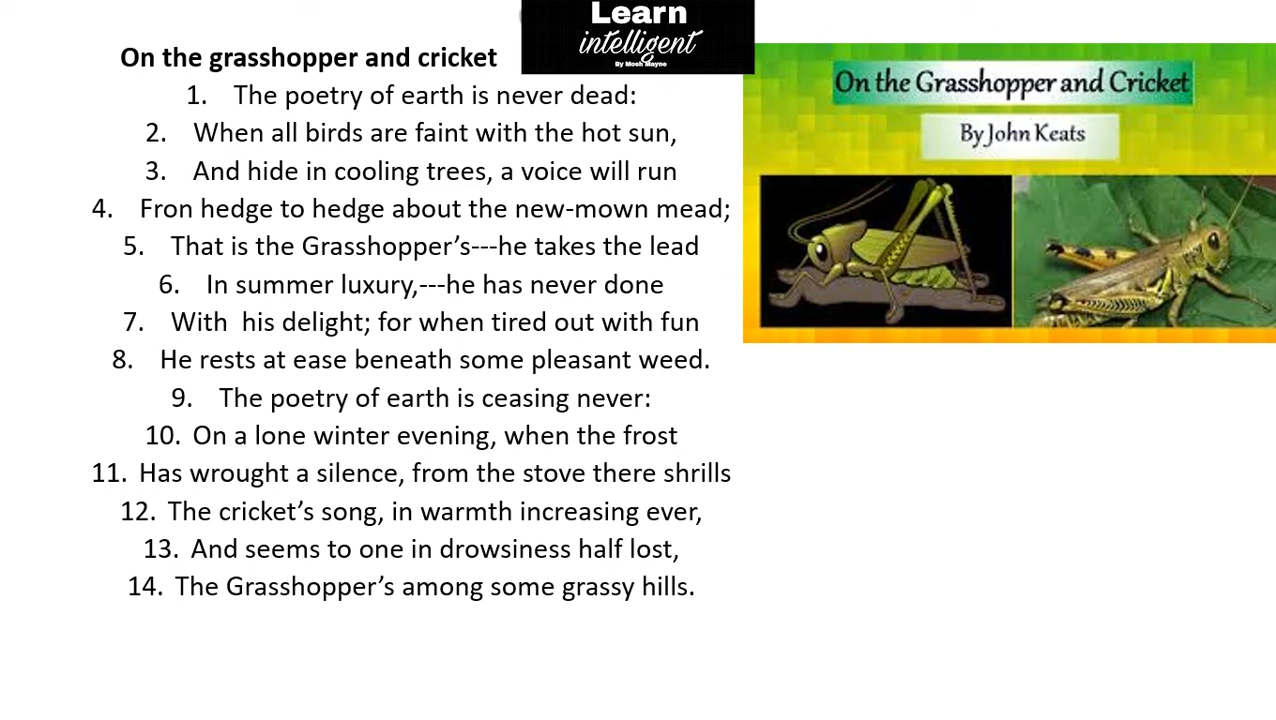 Learn
intelligent
By Mosh Mayne
On the grasshopper and cricket
1. The poetry of earth is never dead:
2. When all birds are faint with the hot sun,
3. And hide in cooling trees, a voice will run
4. Fron hedge to hedge about the new-mown mead;
5. That is the Grasshopper’s---he takes the lead
6. In summer luxury,---he has never done
7. With his delight; for when tired out with fun
8. He rests at ease beneath some pleasant weed.
9. The poetry of earth is ceasing never:
10. On a lone winter evening, when the frost
11. Has wrought a silence, from the stove there shrills
12. The cricket’s song, in warmth increasing ever,
13. And seems to one in drowsiness half lost,
14. The Grasshopper’s among some grassy hills.
On the Grasshopper and Cricket
By John Keats